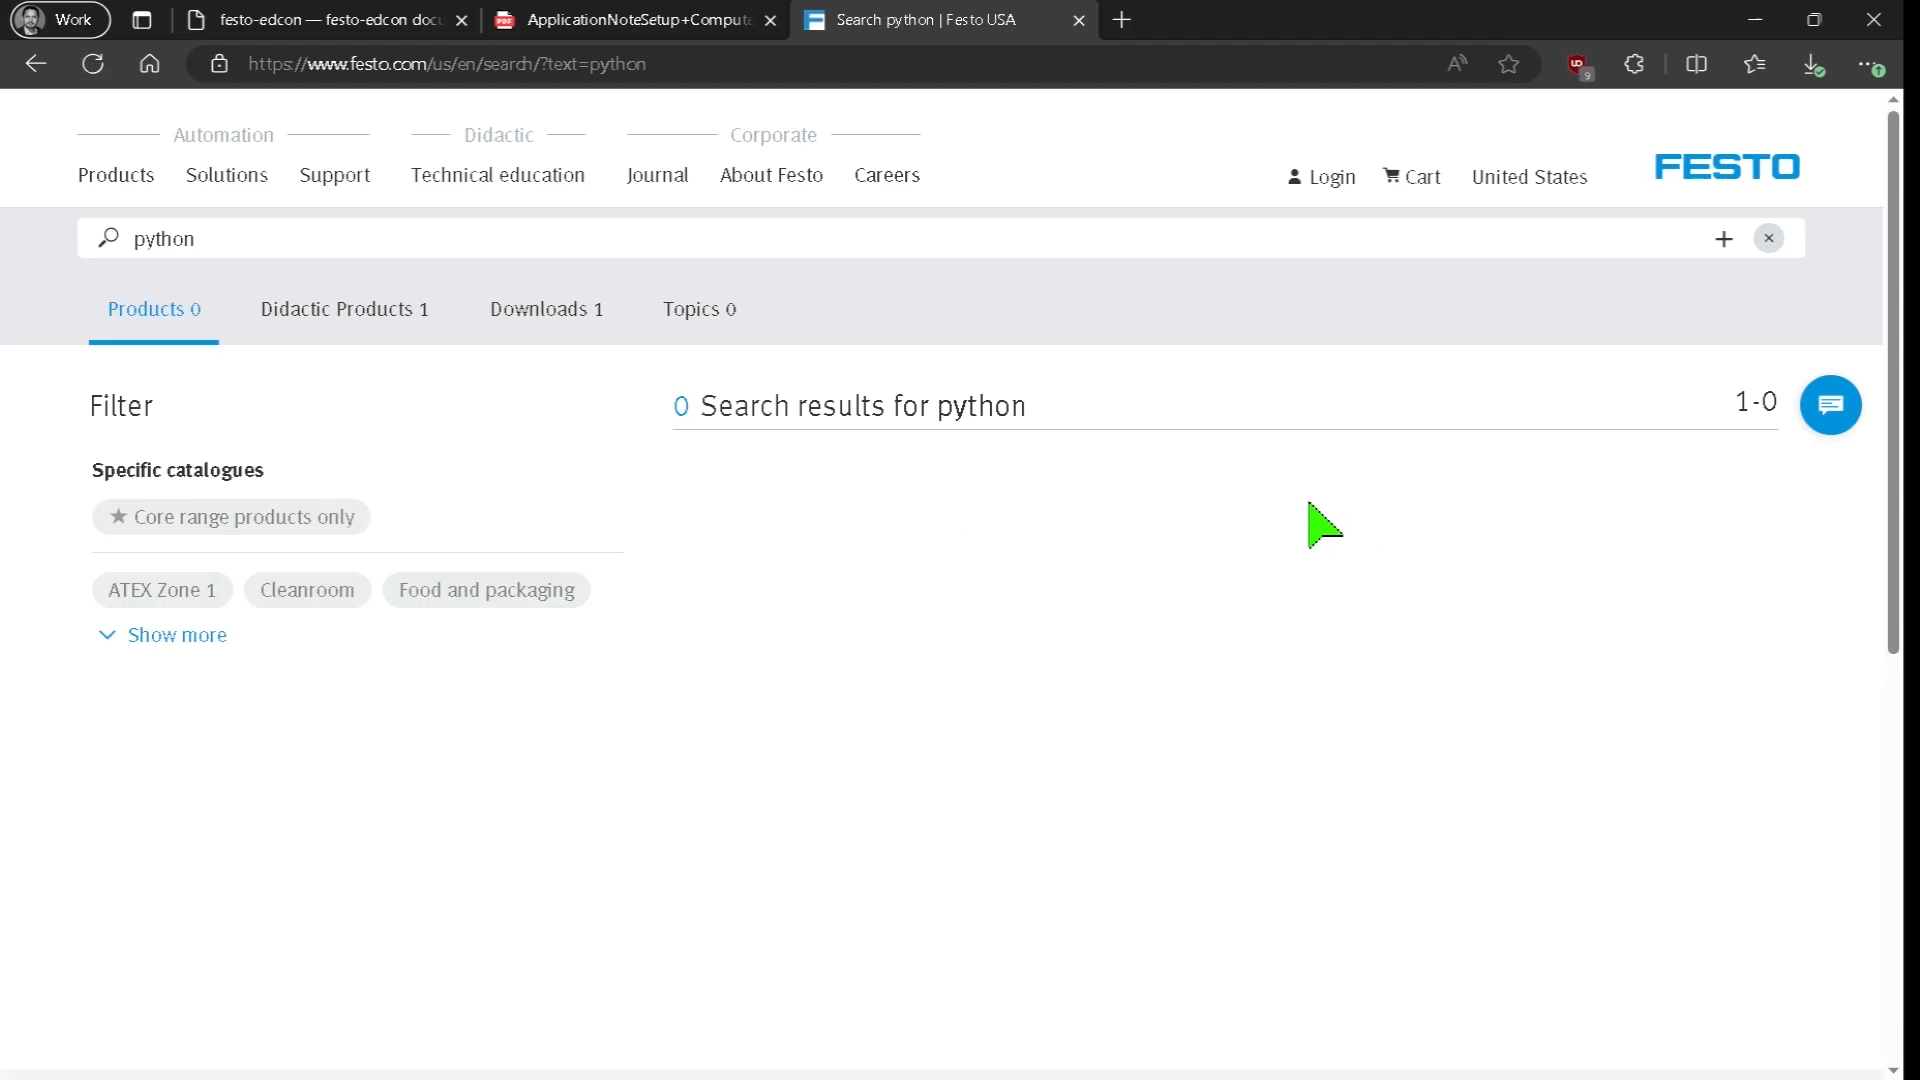 Work
festo-edcon — festo-edcon docu
ApplicationNoteSetup+Compute
Search python | Festo USA
https://www.festo.com/us/en/search/?text=python
9
Automation
Didactic
Corporate
Products
Solutions
Support
Technical education
Journal
About Festo
Careers
Login
Cart
United States
FESTO
python
Products 0
Didactic Products 1
Downloads 1
Topics 0
Filter
0 Search results for python
1-0
Specific catalogues
★ Core range products only
ATEX Zone 1
Cleanroom
Food and packaging
Show more